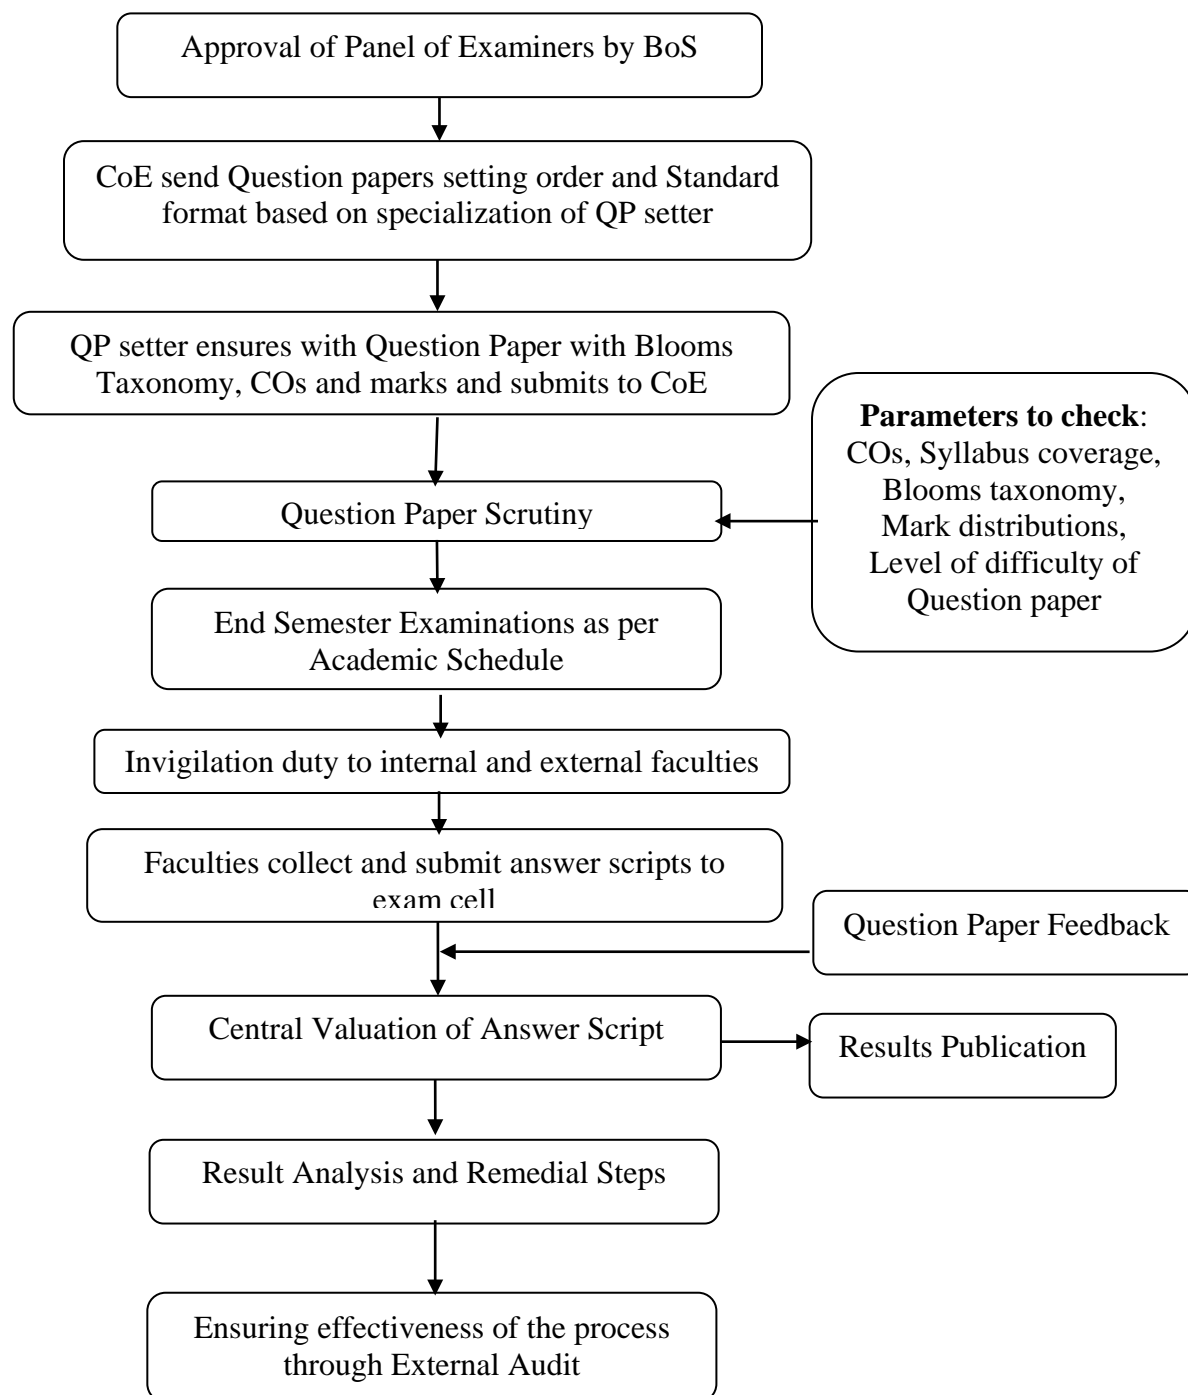 Approval of Panel of Examiners by BoS
CoE send Question papers setting order and Standard
format based on specialization of QP setter
QP setter ensures with Question Paper with Blooms
Taxonomy, COs and marks and submits to CoE
Parameters to check:
COs, Syllabus coverage,
Blooms taxonomy,
Mark distributions,
Level of difficulty of
Question paper
Question Paper Scrutiny
End Semester Examinations as per
Academic Schedule
Invigilation duty to internal and external faculties
Faculties collect and submit answer scripts to
exam cell
Question Paper Feedback
Central Valuation of Answer Script
Results Publication
Result Analysis and Remedial Steps
Ensuring effectiveness of the process
through External Audit